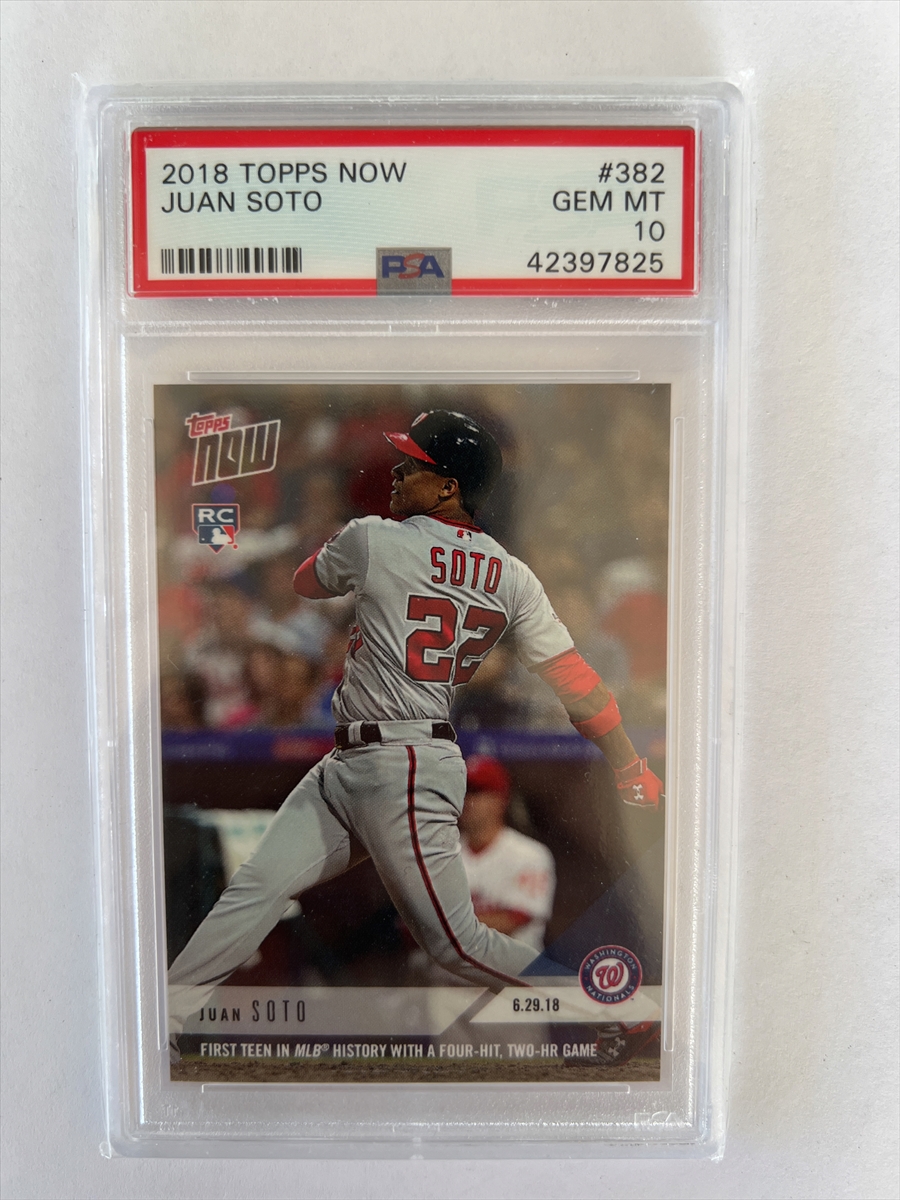 2018 TOPPS NOW #382
JUAN SOTO GEM MT
10
PSA 42397825
topps
NOW
RC
SOTO
22
WASHINGTON
W
NATIONALS
JUAN SOTO 6.29.18
FIRST TEEN IN MLB® HISTORY WITH A FOUR-HIT, TWO-HR GAME
PSA